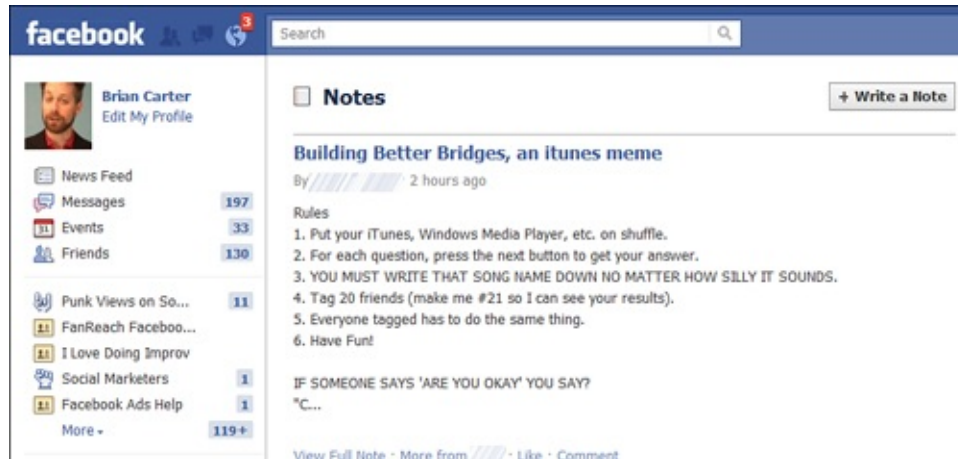 facebook 3 Search
Brian Carter
Edit My Profile
News Feed
Messages 197
Events 33
Friends 130
Punk Views on So... 11
FanReach Faceboo...
I Love Doing Improv
Social Marketers 1
Facebook Ads Help 1
More 119+
Notes
+ Write a Note
Building Better Bridges, an itunes meme
By 2 hours ago
Rules
1. Put your iTunes, Windows Media Player, etc. on shuffle.
2. For each question, press the next button to get your answer.
3. YOU MUST WRITE THAT SONG NAME DOWN NO MATTER HOW SILLY IT SOUNDS.
4. Tag 20 friends (make me #21 so I can see your results).
5. Everyone tagged has to do the same thing.
6. Have Fun!
IF SOMEONE SAYS 'ARE YOU OKAY' YOU SAY?
"C...
View Full Note · More from · Like · Comment